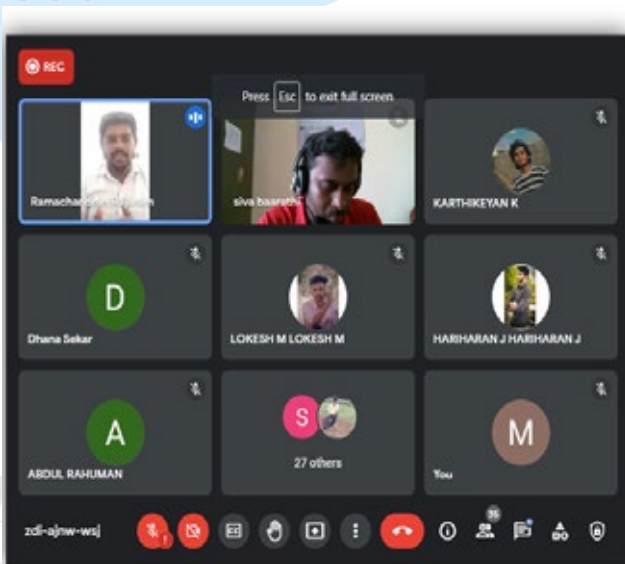 REC
Press Esc to exit full screen
siva baarathi
KARTHIKEYAN K
D
Dhana Sekar
LOKESH M LOKESH M
HARIHARAN J HARIHARAN J
A
ABDUL RAHUMAN
S
27 others
M
You
zdi-ajnw-wsj
35